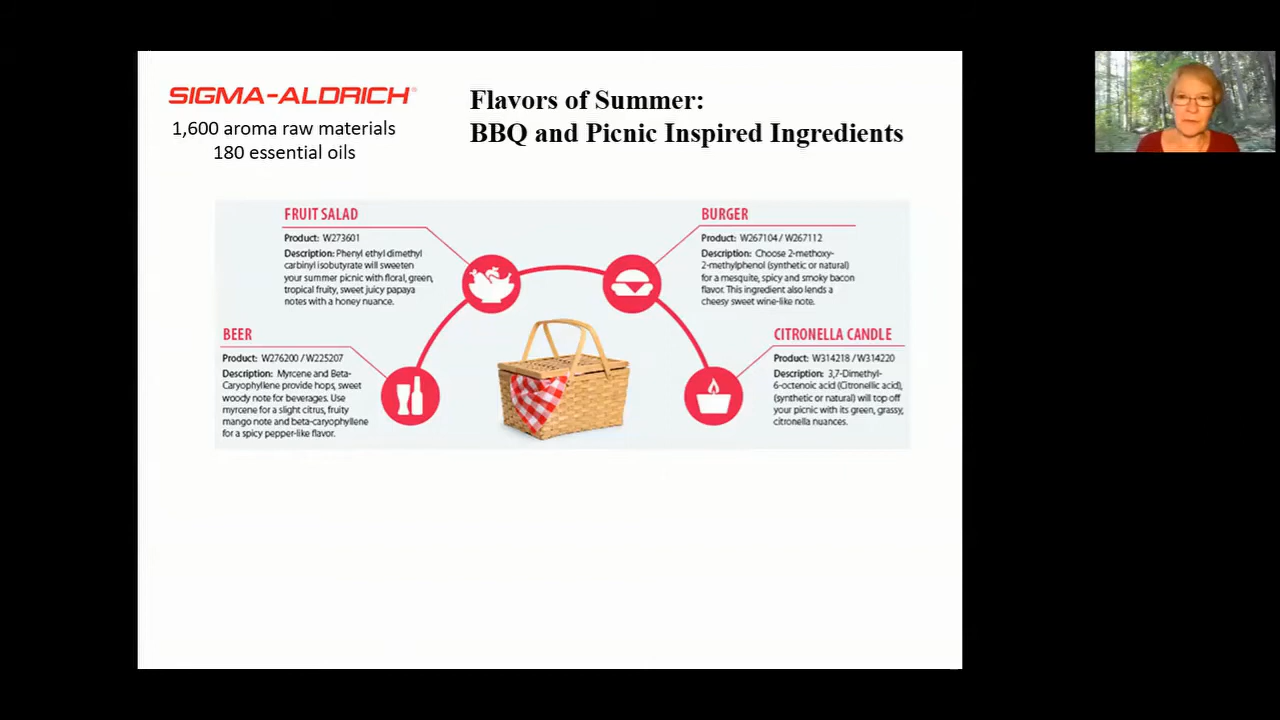 SIGMA-ALDRICH®
1,600 aroma raw materials
180 essential oils
Flavors of Summer:
BBQ and Picnic Inspired Ingredients
FRUIT SALAD
Product: W273601
Description: Phenyl ethyl dimethyl
carbinyl isobutyrate will sweeten
your summer picnic with floral, green,
tropical fruity, sweet juicy papaya
notes with a honey nuance.
BURGER
Product: W267104 / W267112
Description: Choose 2-methoxy-
2-methylphenol (synthetic or natural)
for a mesquite, spicy and smoky bacon
flavor. This ingredient also lends a
cheesy sweet wine-like note.
BEER
Product: W276200 / W225207
Description: Myrcene and Beta-
Caryophyllene provide hops, sweet
woody note for beverages. Use
myrcene for a slight citrus, fruity
mango note and beta-caryophyllene
for a spicy pepper-like flavor.
CITRONELLA CANDLE
Product: W314218 / W314220
Description: 3,7-Dimethyl-
6-octenoic acid (Citronellic acid),
(synthetic or natural) will top off
your picnic with its green, grassy,
citronella nuances.